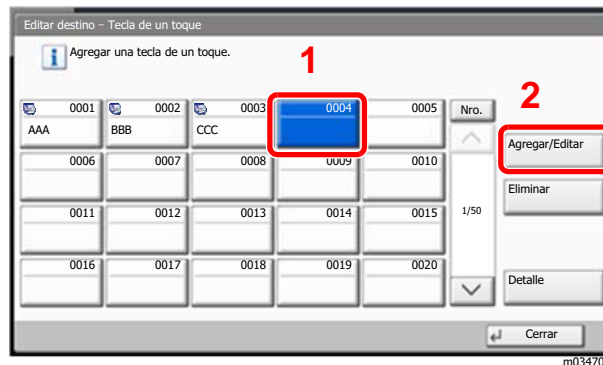 Editar destino - Tecla de un toque
Agregar una tecla de un toque.
1
0001 0002 0003 0004 0005 Nro. 2
AAA BBB CCC
Agregar/Editar
0006 0007 0008 0009 0010
Eliminar
0011 0012 0013 0014 0015 1/50
0016 0017 0018 0019 0020
Detalle
Cerrar
m03470